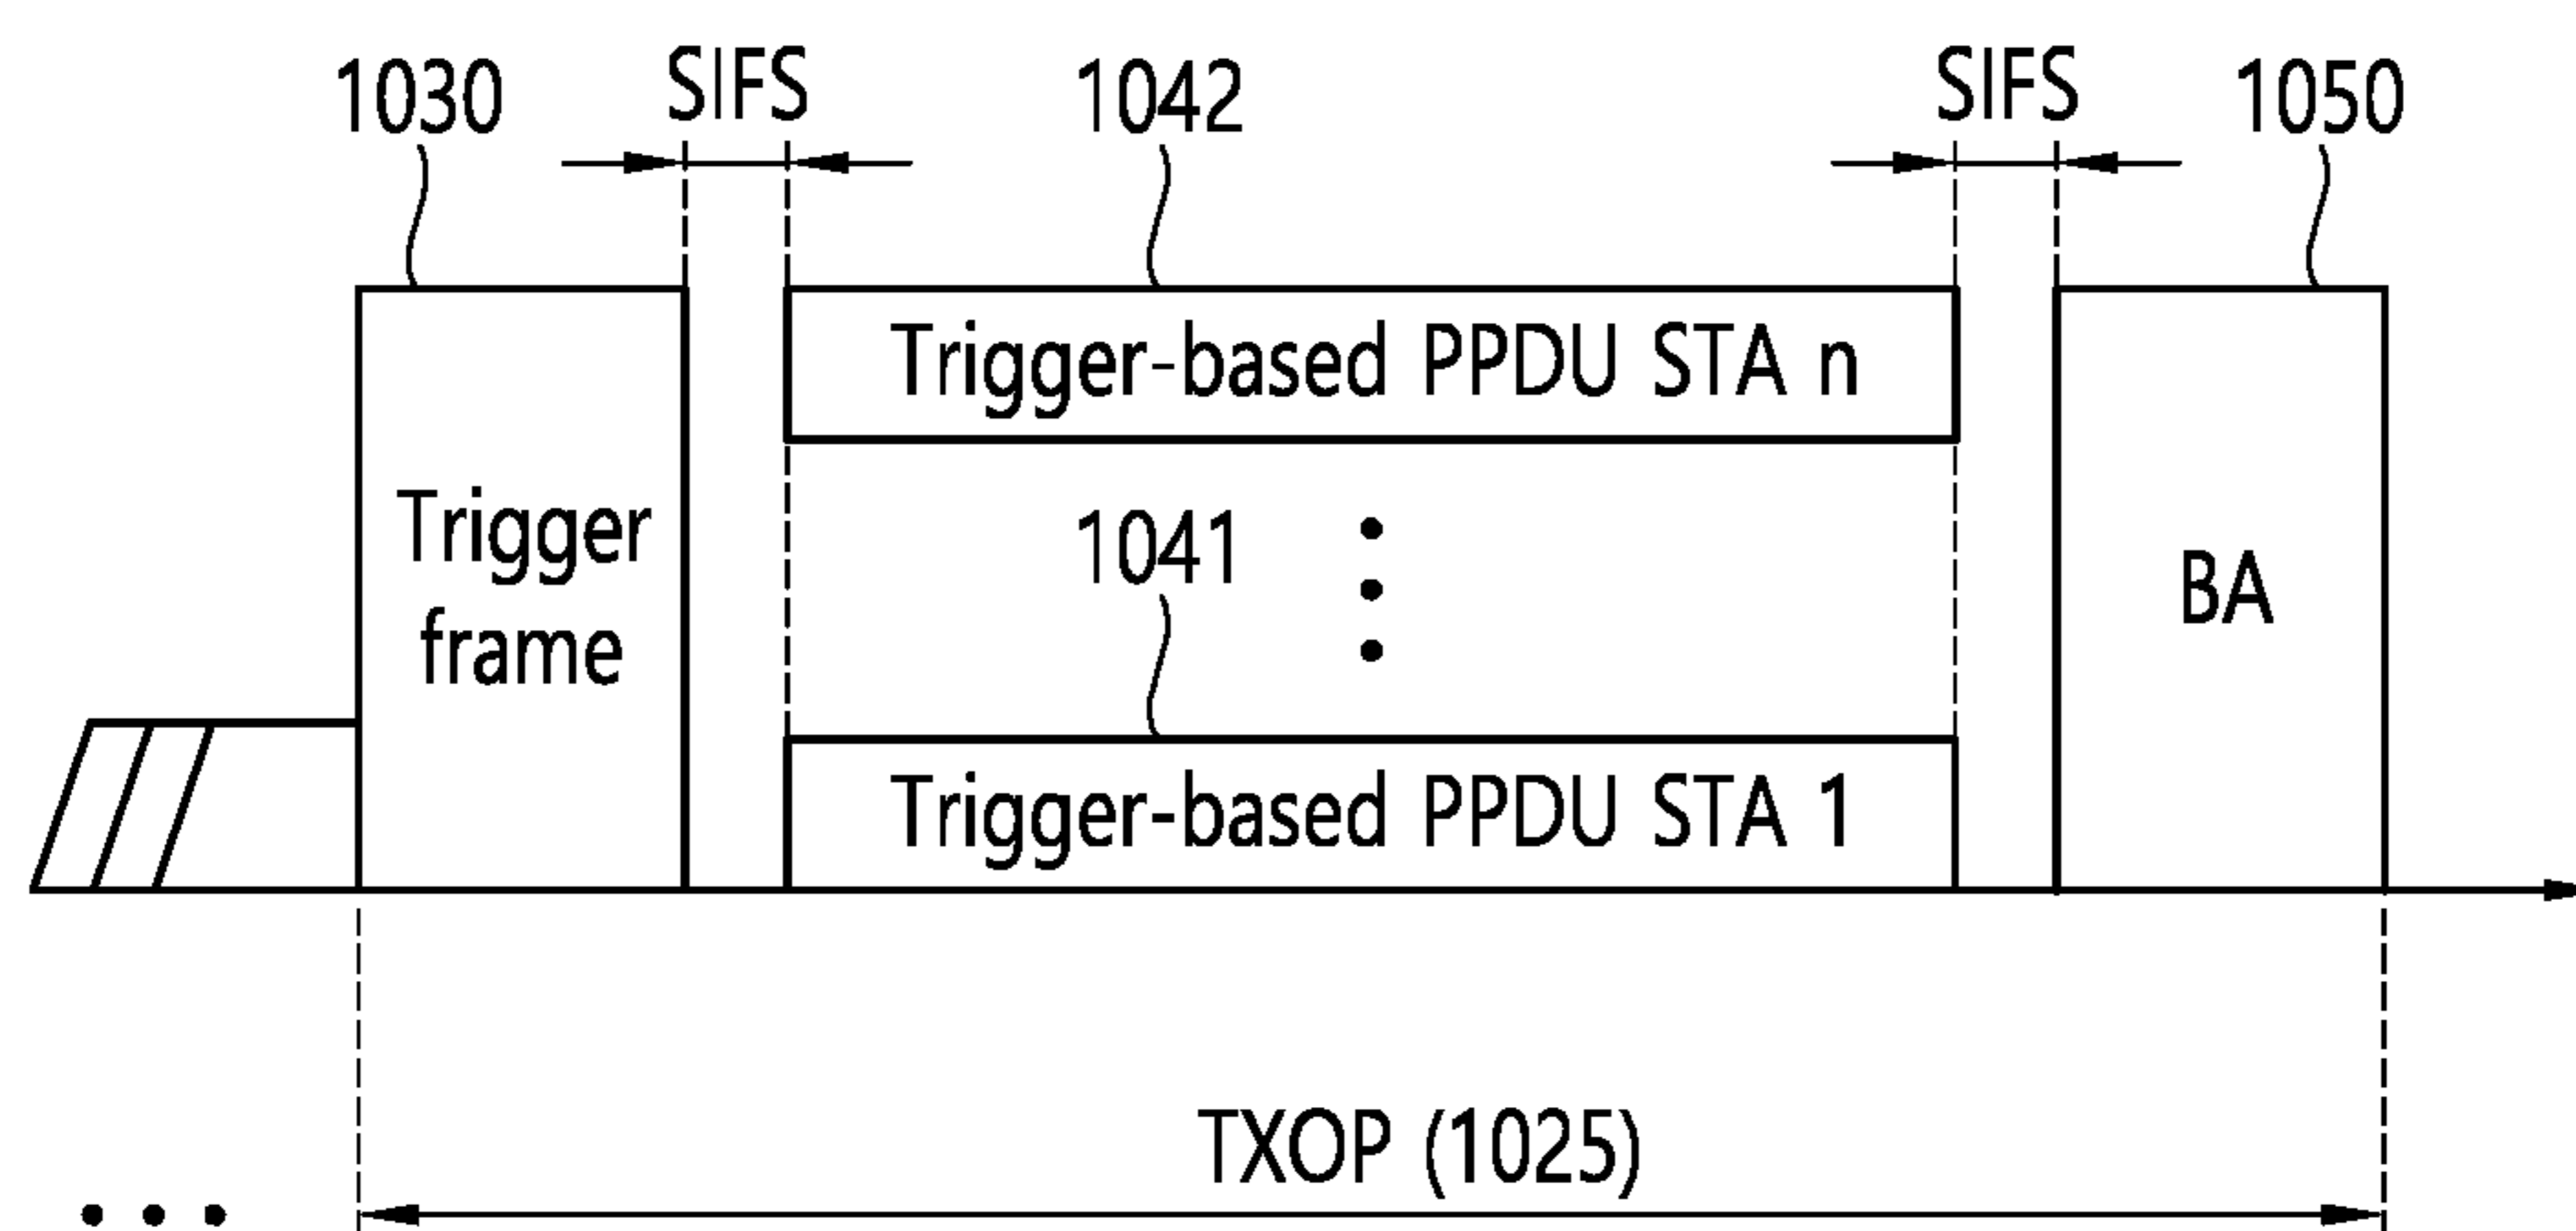 1030
SIFS
1042
SIFS
1050
Trigger-based PPDU STA n
Trigger
frame
1041
BA
Trigger-based PPDU STA 1
TXOP (1025)